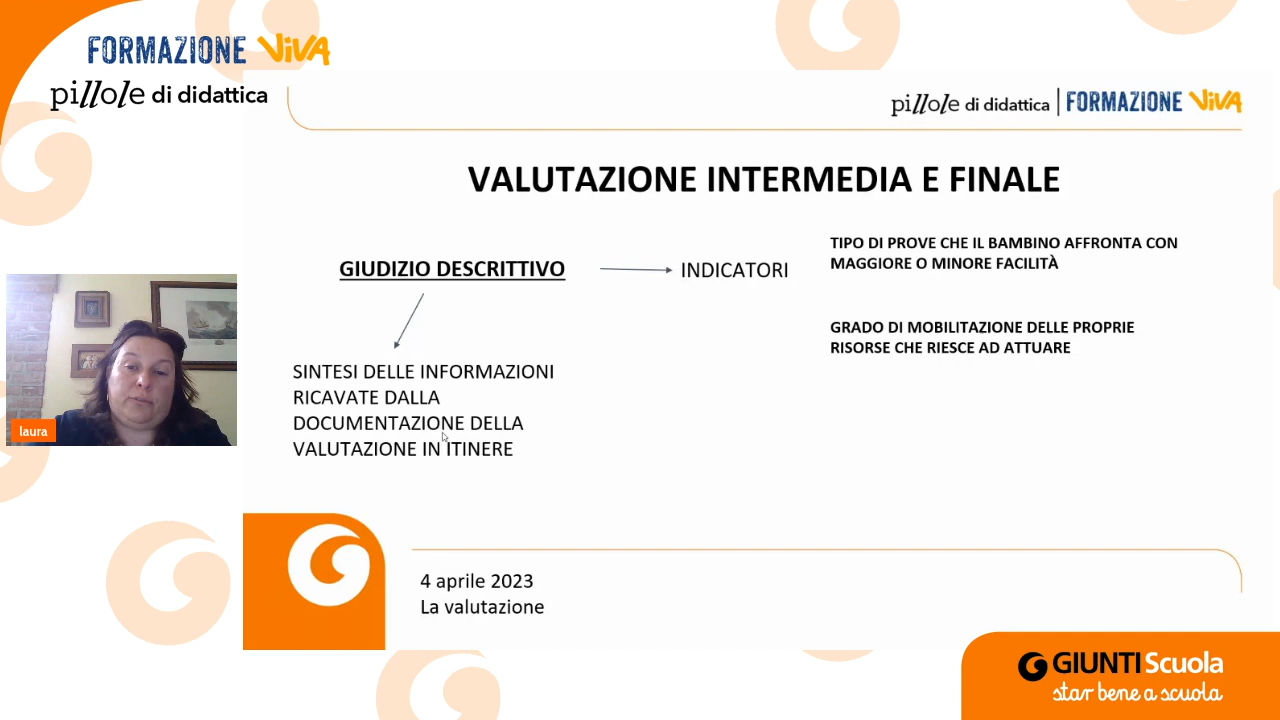 FORMAZIONE VIVA
pillole di didattica
pillole di didattica | FORMAZIONE VIVA
VALUTAZIONE INTERMEDIA E FINALE
GIUDIZIO DESCRITTIVO
INDICATORI
TIPO DI PROVE CHE IL BAMBINO AFFRONTA CON
MAGGIORE O MINORE FACILITÀ
GRADO DI MOBILITAZIONE DELLE PROPRIE
RISORSE CHE RIESCE AD ATTUARE
SINTESI DELLE INFORMAZIONI
RICAVATE DALLA
DOCUMENTAZIONE DELLA
VALUTAZIONE IN ITINERE
laura
4 aprile 2023
La valutazione
GIUNTI Scuola
star bene a scuola